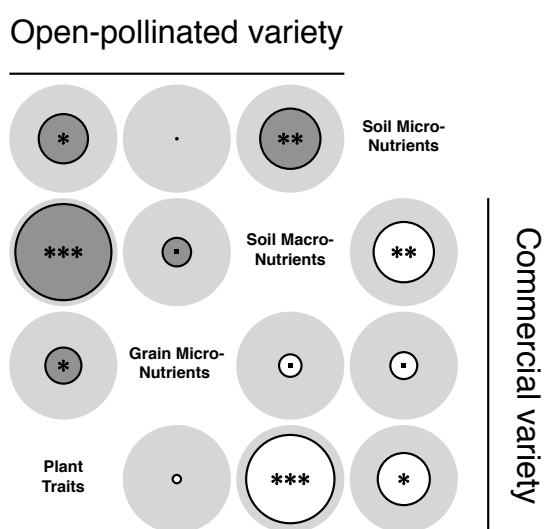 Open-pollinated variety
* **
Soil Micro-
Nutrients
***
Soil Macro-
Nutrients
**
*
Grain Micro-
Nutrients
Plant
Traits
*** *
Commercial variety